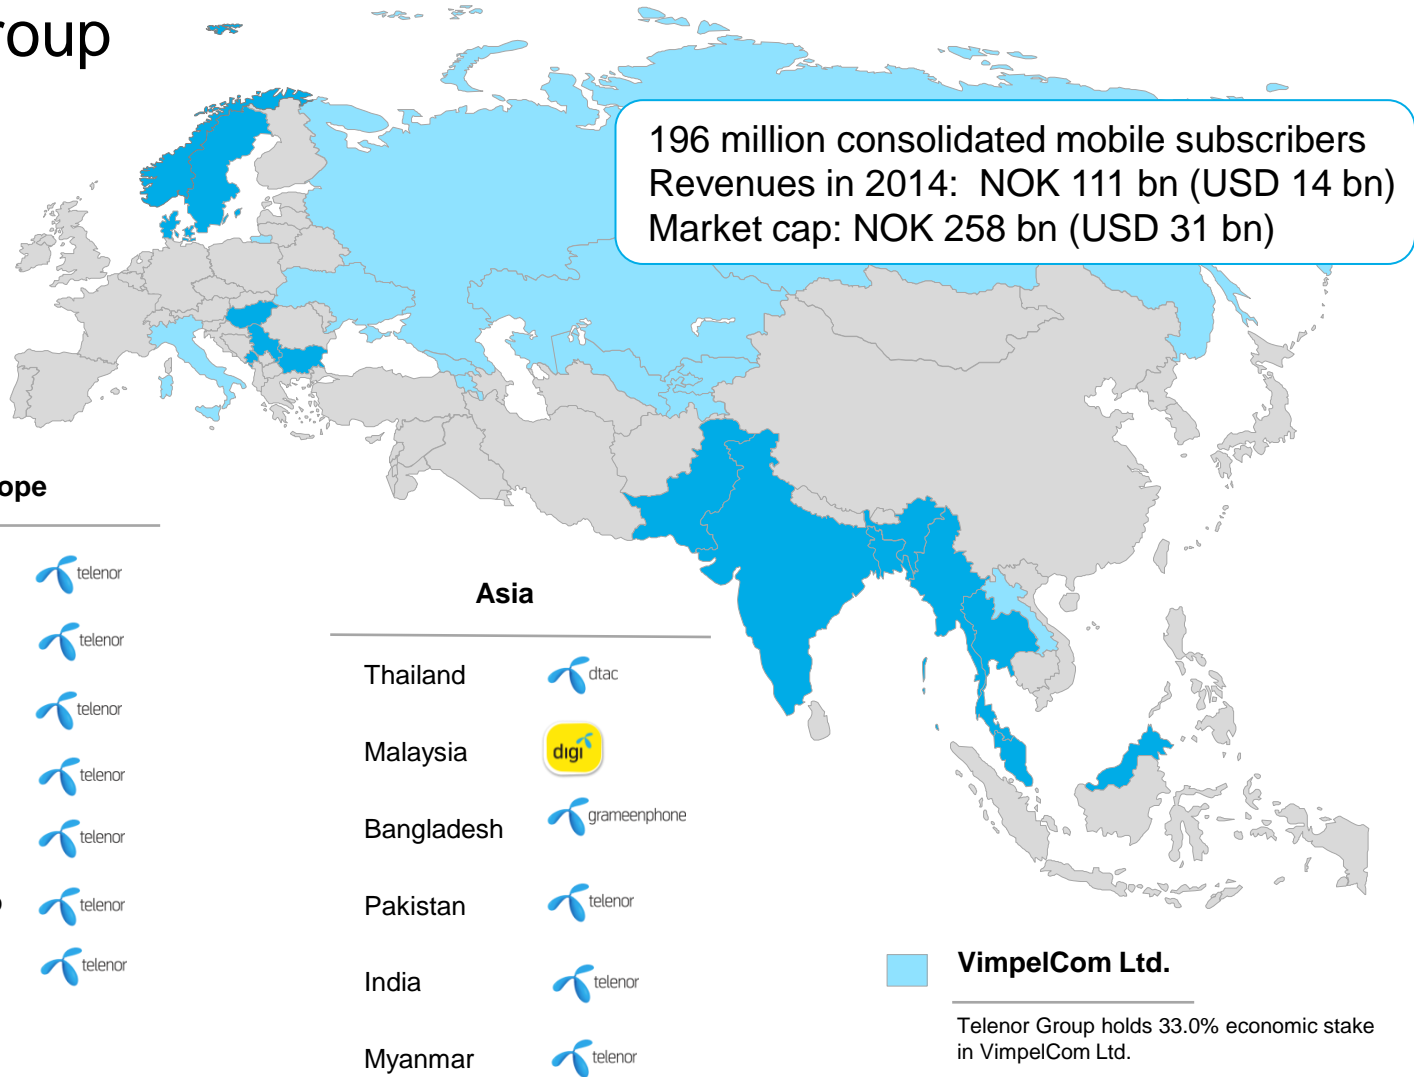 roup
196 million consolidated mobile subscribers
Revenues in 2014: NOK 111 bn (USD 14 bn)
Market cap: NOK 258 bn (USD 31 bn)
ope
telenor
telenor
telenor
telenor
telenor
telenor
telenor
Asia
Thailand dtac
Malaysia digi
Bangladesh grameenphone
Pakistan telenor
India telenor
Myanmar telenor
VimpelCom Ltd.
Telenor Group holds 33.0% economic stake
in VimpelCom Ltd.